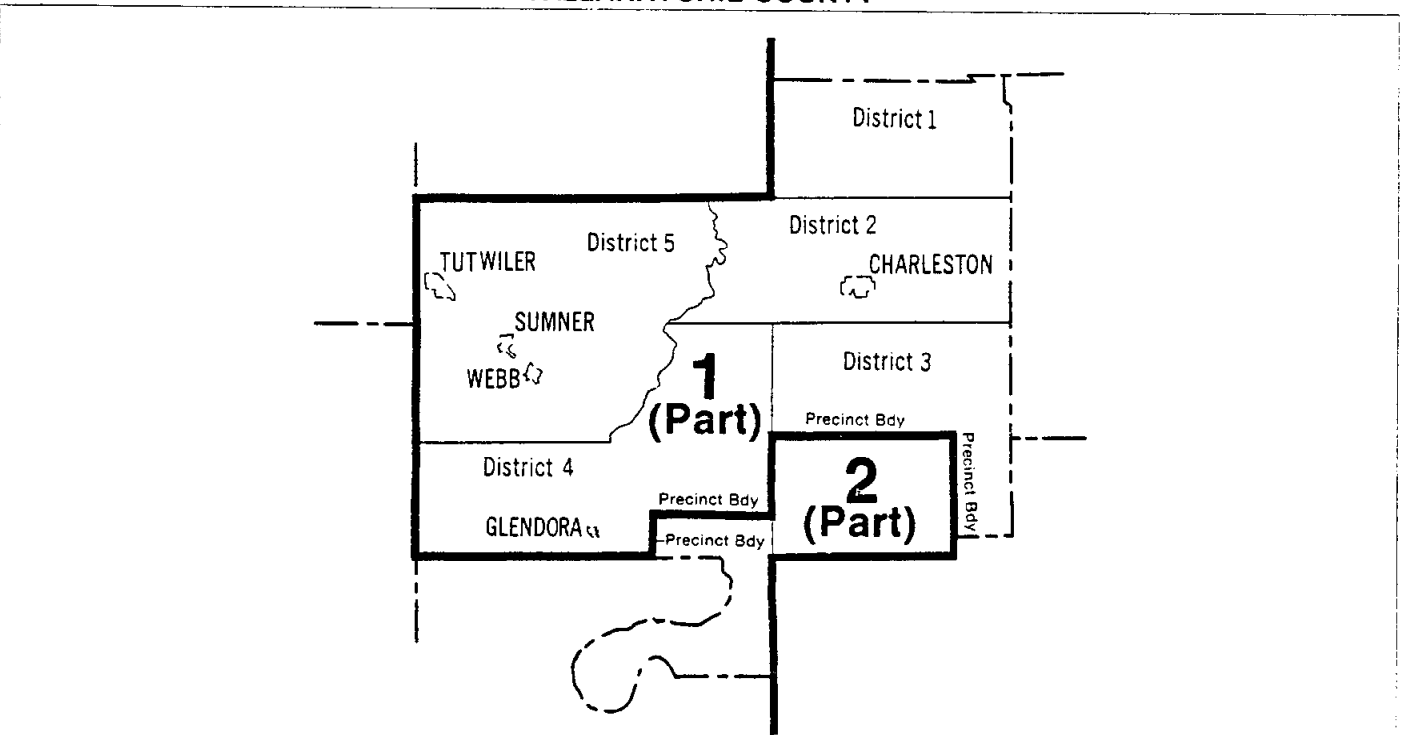 District 1
District 2
District 5
TUTWILER
CHARLESTON
SUMNER
WEBB
1
(Part)
District 3
Precinct Bdy
District 4
2
(Part)
Precinct Bdy
Precinct Bdy
GLENDORA
Precinct Bdy